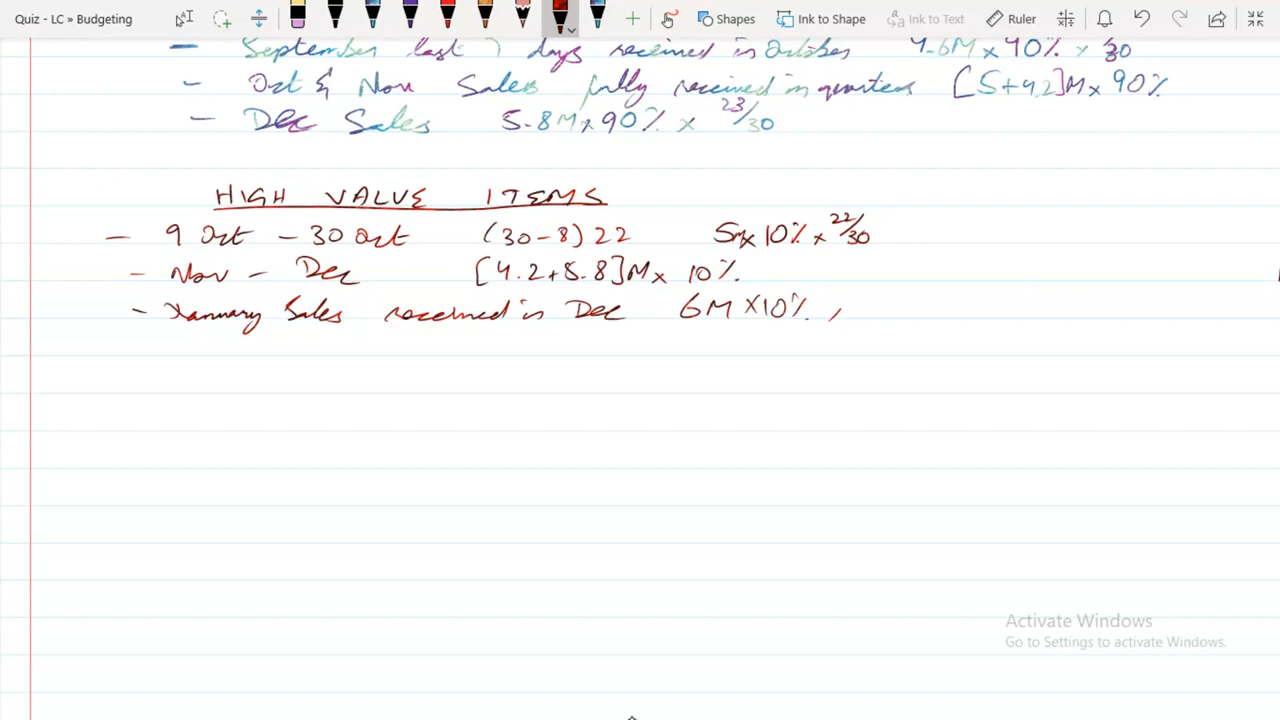 Quiz - LC » Budgeting
Shapes
Ink to Shape
Ink to Text
Ruler
- September last 7 days received in October 4.6M x 90% x 7/30
- Oct & Nov Sales fully received in quarters [5+4.2]M x 90%
- Dec Sales 5.8M x 90% x 23/30
HIGH VALUE ITEMS
- 9 Oct - 30 Oct (30-8) 22 5M x 10% x 22/30
- Nov - Dec [4.2+5.8]M x 10%
- January Sales received in Dec 6M x 10%
Activate Windows
Go to Settings to activate Windows.